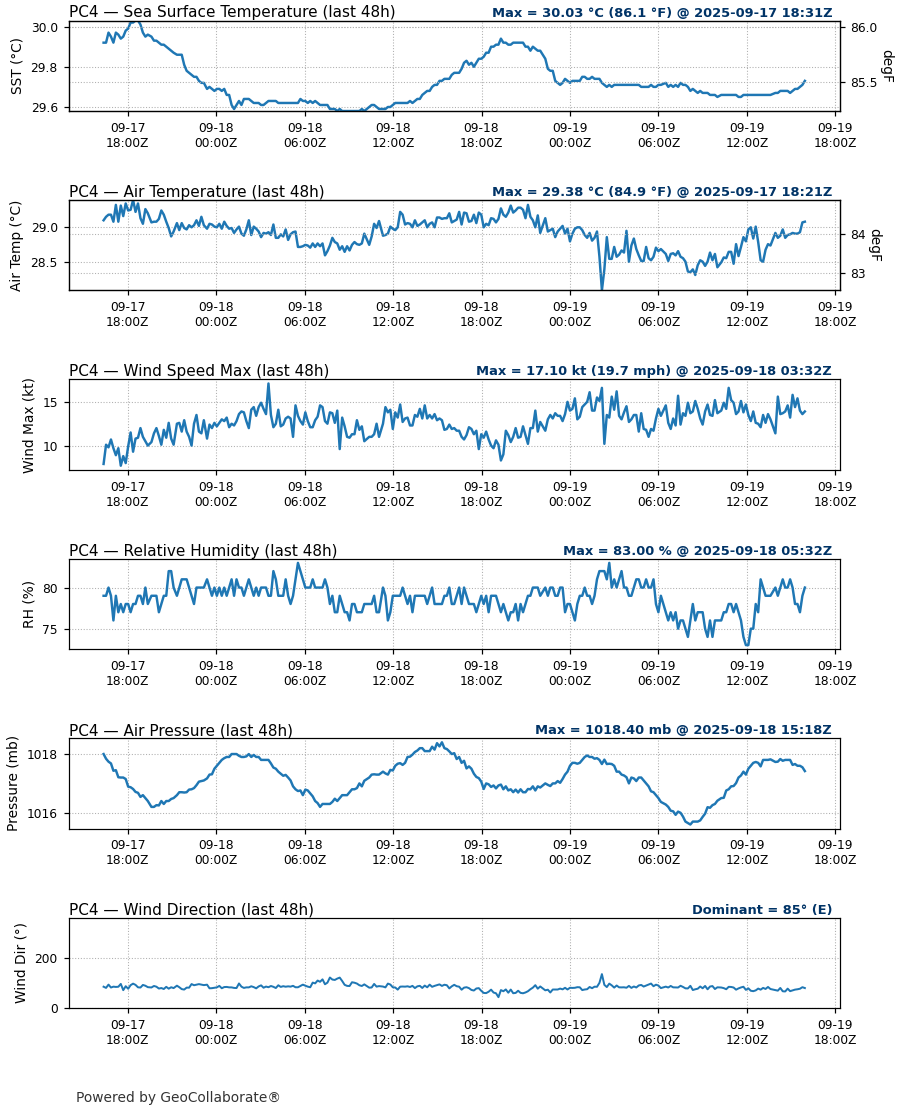 PC4 — Sea Surface Temperature (last 48h)
Max = 30.03 °C (86.1 °F) @ 2025-09-17 18:31Z
SST (°C)
30.0
29.8
29.6
86.0
85.5
degF
09-17 09-18 09-18 09-18 09-18 09-19 09-19 09-19 09-19
18:00Z 00:00Z 06:00Z 12:00Z 18:00Z 00:00Z 06:00Z 12:00Z 18:00Z
PC4 — Air Temperature (last 48h)
Max = 29.38 °C (84.9 °F) @ 2025-09-17 18:21Z
Air Temp (°C)
29.0
28.5
84
83
degF
09-17 09-18 09-18 09-18 09-18 09-19 09-19 09-19 09-19
18:00Z 00:00Z 06:00Z 12:00Z 18:00Z 00:00Z 06:00Z 12:00Z 18:00Z
PC4 — Wind Speed Max (last 48h)
Max = 17.10 kt (19.7 mph) @ 2025-09-18 03:32Z
Wind Max (kt)
15
10
09-17 09-18 09-18 09-18 09-18 09-19 09-19 09-19 09-19
18:00Z 00:00Z 06:00Z 12:00Z 18:00Z 00:00Z 06:00Z 12:00Z 18:00Z
PC4 — Relative Humidity (last 48h)
Max = 83.00 % @ 2025-09-18 05:32Z
RH (%)
80
75
09-17 09-18 09-18 09-18 09-18 09-19 09-19 09-19 09-19
18:00Z 00:00Z 06:00Z 12:00Z 18:00Z 00:00Z 06:00Z 12:00Z 18:00Z
PC4 — Air Pressure (last 48h)
Max = 1018.40 mb @ 2025-09-18 15:18Z
Pressure (mb)
1018
1016
09-17 09-18 09-18 09-18 09-18 09-19 09-19 09-19 09-19
18:00Z 00:00Z 06:00Z 12:00Z 18:00Z 00:00Z 06:00Z 12:00Z 18:00Z
PC4 — Wind Direction (last 48h)
Dominant = 85° (E)
Wind Dir (°)
200
0
09-17 09-18 09-18 09-18 09-18 09-19 09-19 09-19 09-19
18:00Z 00:00Z 06:00Z 12:00Z 18:00Z 00:00Z 06:00Z 12:00Z 18:00Z
Powered by GeoCollaborate®